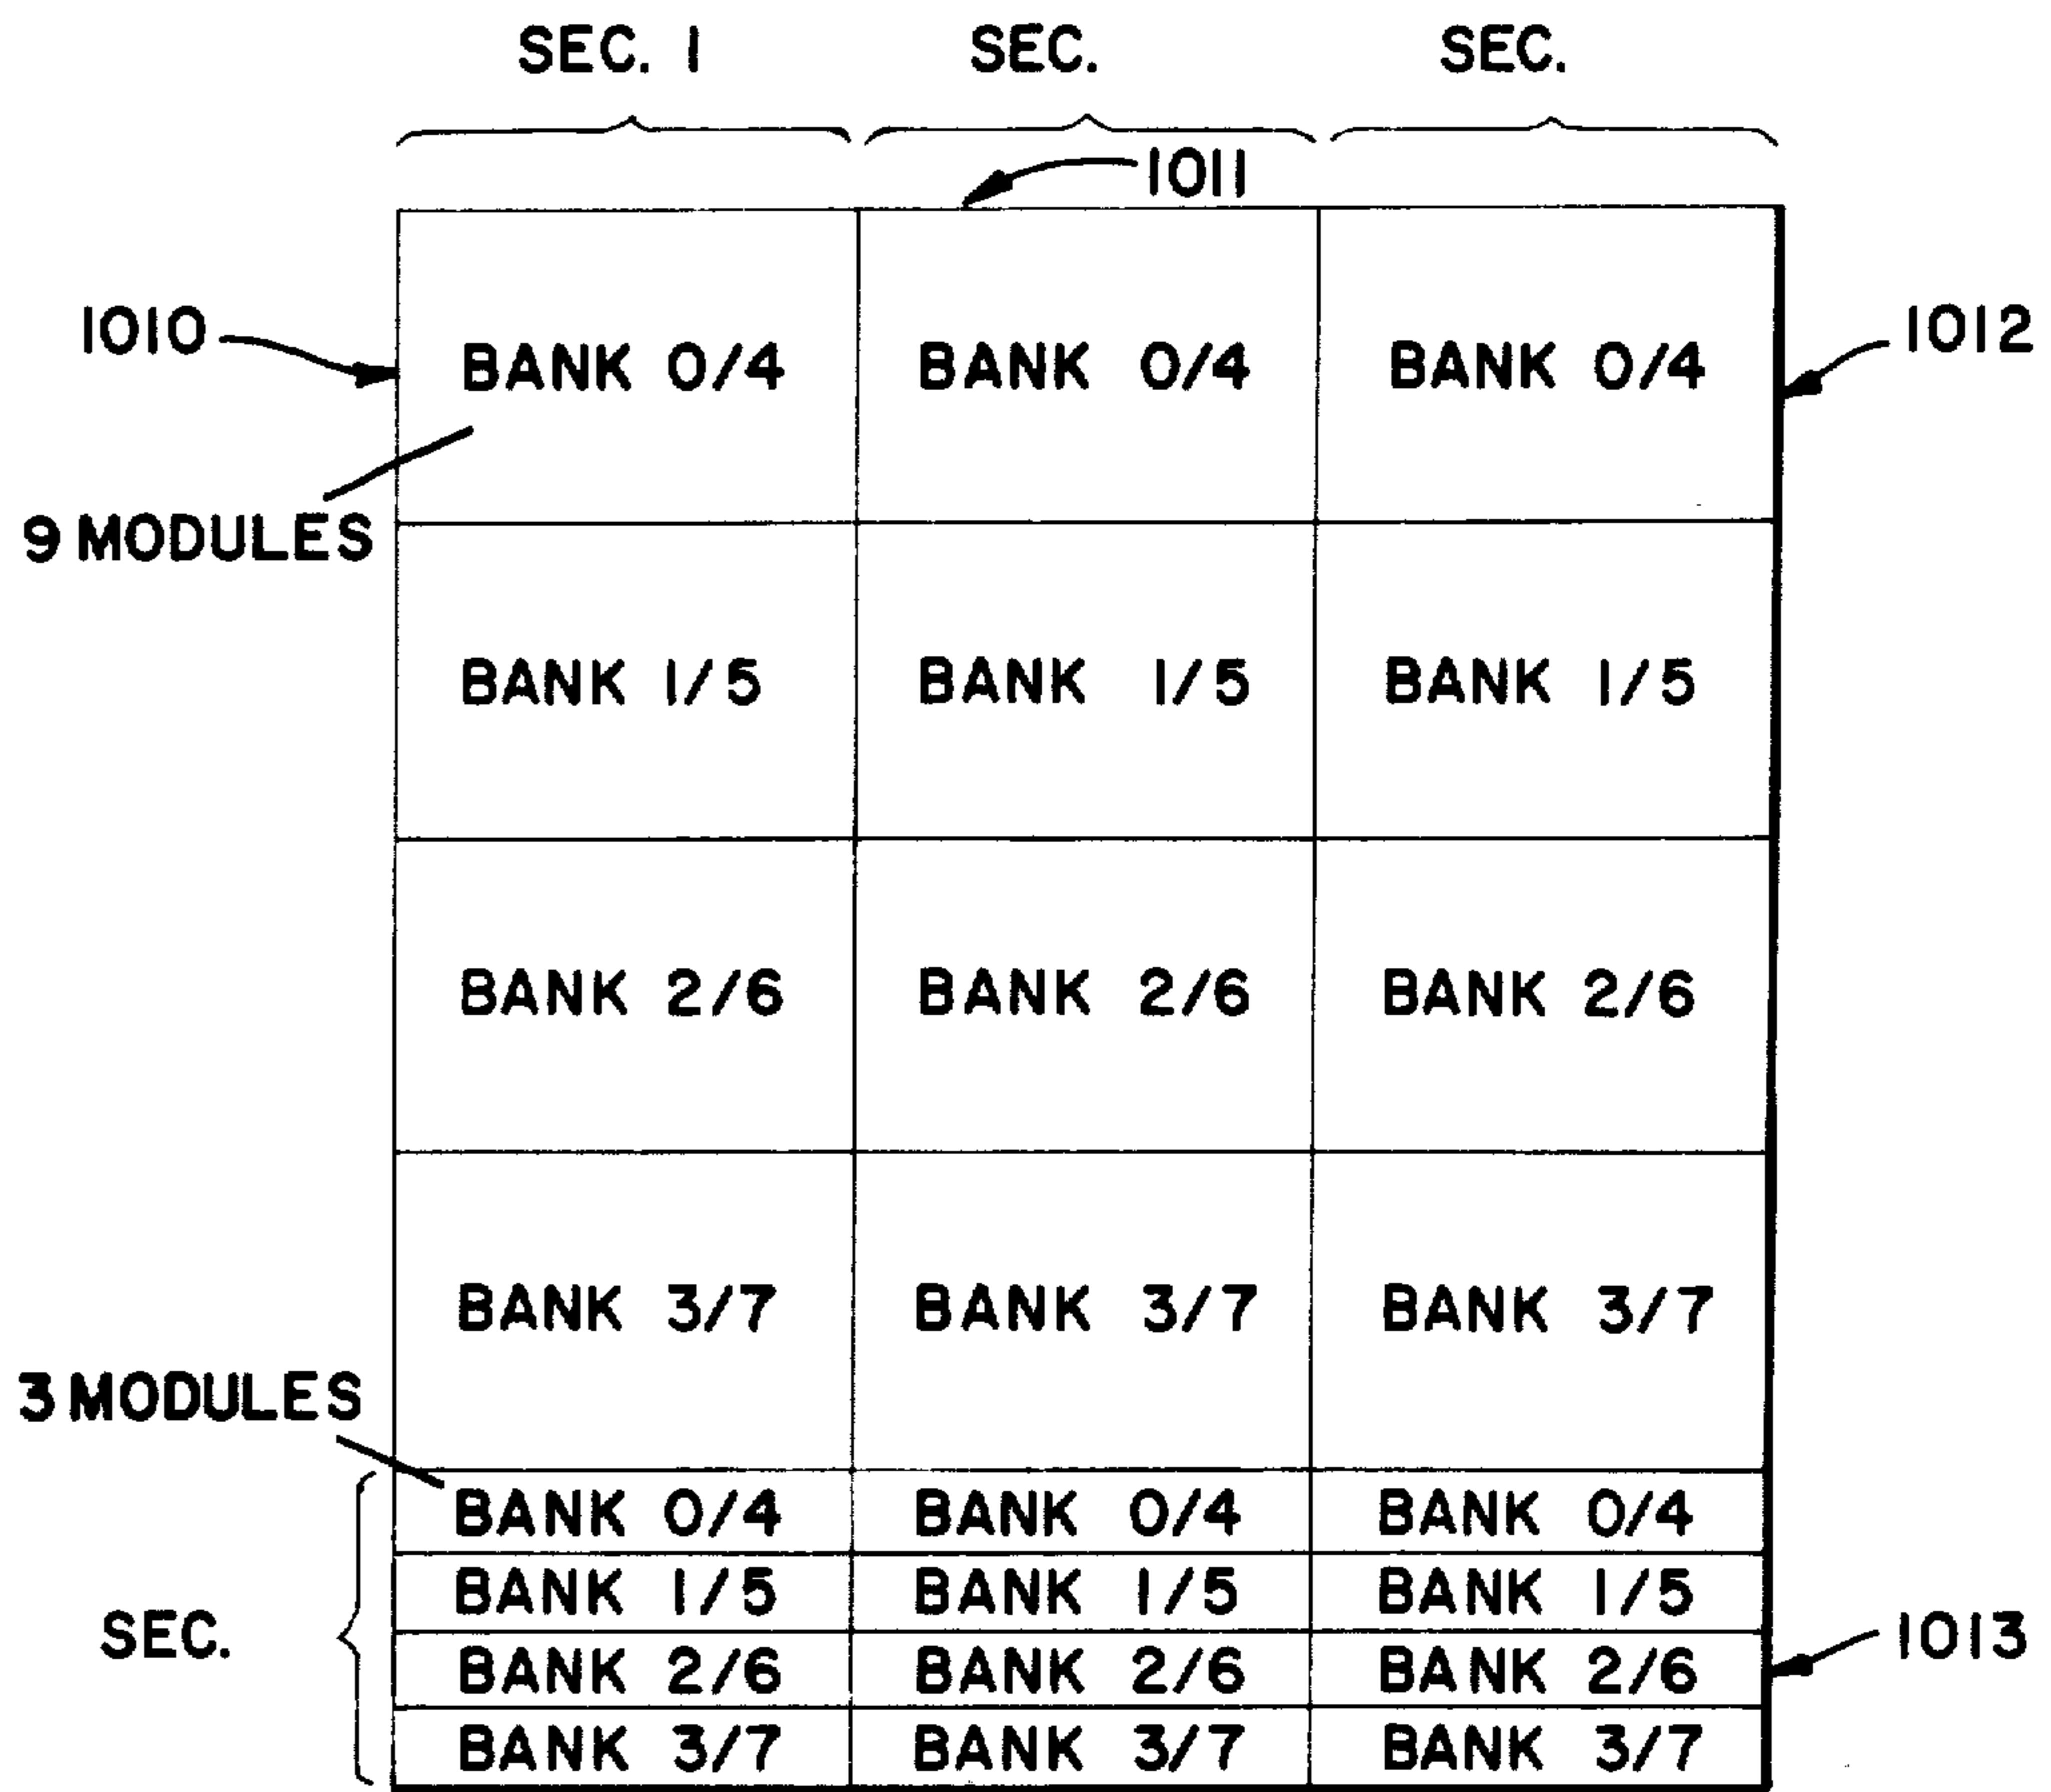 SEC. 1 SEC. SEC.
1011
1010 1012
BANK 0/4 BANK 0/4 BANK 0/4
9 MODULES
BANK 1/5 BANK 1/5 BANK 1/5
BANK 2/6 BANK 2/6 BANK 2/6
BANK 3/7 BANK 3/7 BANK 3/7
3 MODULES
BANK 0/4 BANK 0/4 BANK 0/4
BANK 1/5 BANK 1/5 BANK 1/5
SEC. 1013
BANK 2/6 BANK 2/6 BANK 2/6
BANK 3/7 BANK 3/7 BANK 3/7